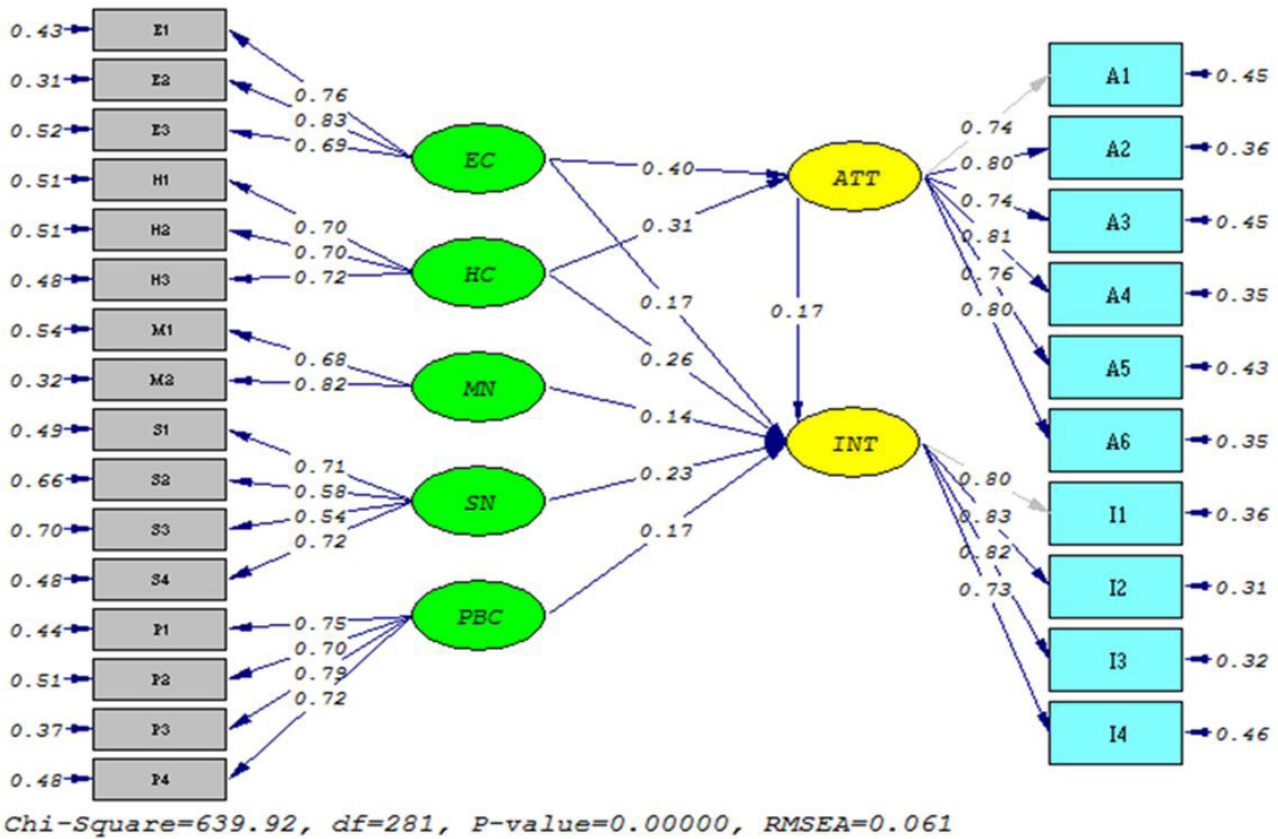 0.43 E1
0.31 E2
0.52 E3
0.51 H1
0.51 H2
0.48 H3
0.54 M1
0.32 M2
0.49 S1
0.66 S2
0.70 S3
0.48 S4
0.44 P1
0.51 P2
0.37 P3
0.48 P4
0.76
0.83
0.69
0.70
0.70
0.72
0.68
0.82
0.71
0.58
0.54
0.72
0.75
0.70
0.79
0.72
EC
HC
MN
SN
PBC
0.40
0.31
0.17
0.26
0.14
0.23
0.17
ATT
0.17
INT
0.74
0.80
0.74
0.81
0.76
0.80
0.80
0.83
0.82
0.73
A1 0.45
A2 0.36
A3 0.45
A4 0.35
A5 0.43
A6 0.35
I1 0.36
I2 0.31
I3 0.32
I4 0.46
Chi-Square=639.92, df=281, P-value=0.00000, RMSEA=0.061